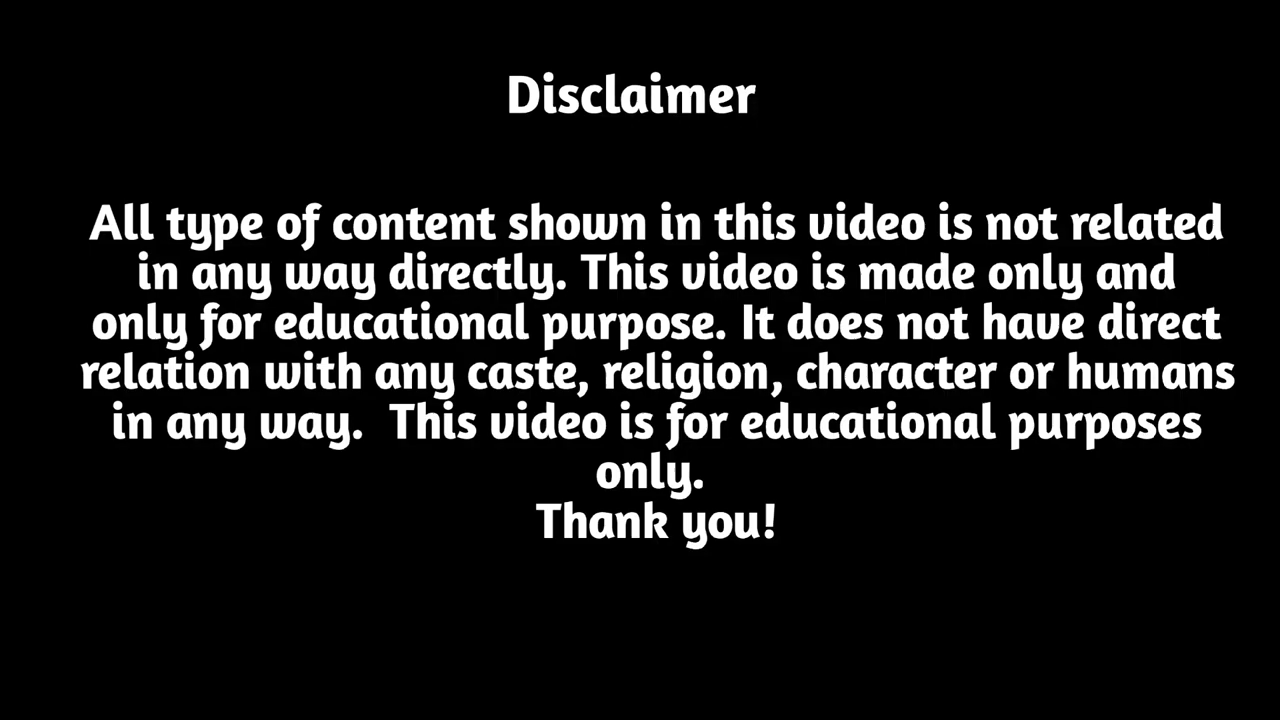 Disclaimer
All type of content shown in this video is not related
in any way directly. This video is made only and
only for educational purpose. It does not have direct
relation with any caste, religion, character or humans
in any way.  This video is for educational purposes
only.
Thank you!